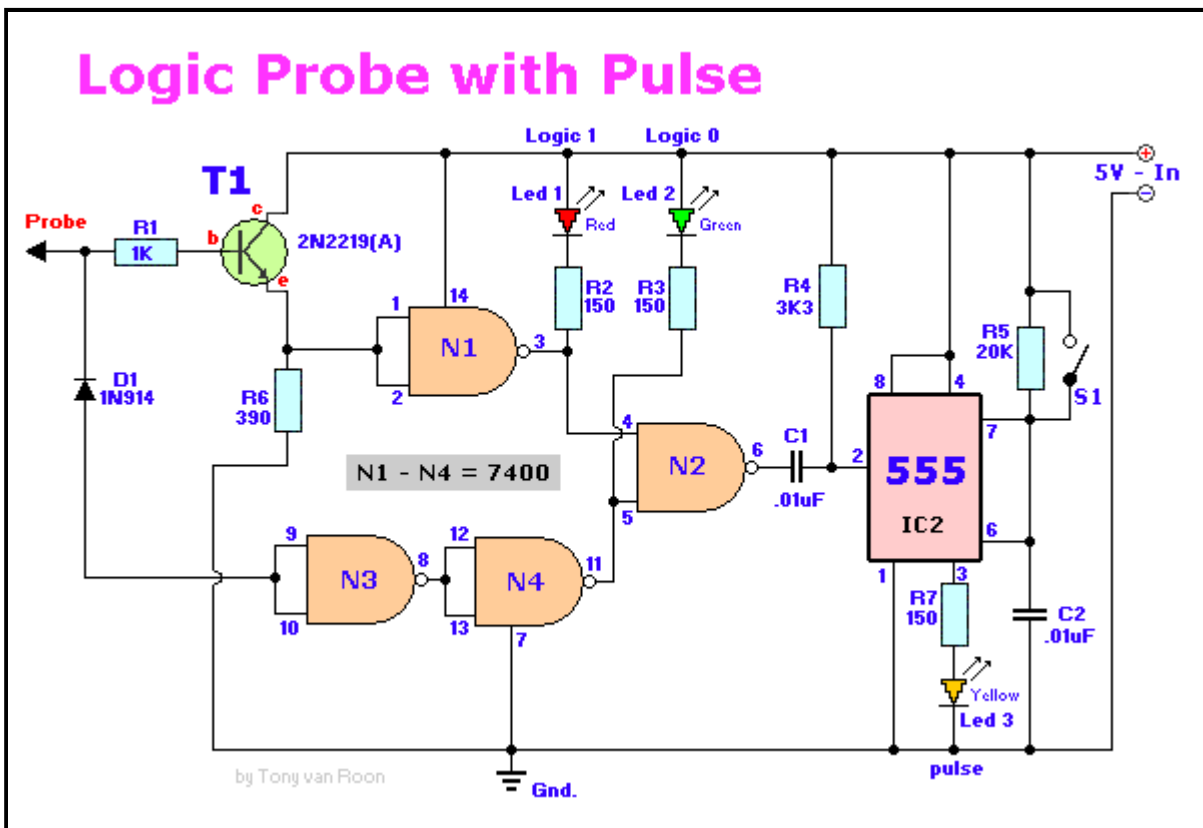 Logic Probe with Pulse
Logic 1
Logic 0
+
5V - In
−
T1
Led 1
Led 2
Probe
R1
1K
b
c
e
2N2219(A)
Red
Green
R2
150
R3
150
R4
3K3
R5
20K
S1
14
1
2
N1
3
D1
1N914
R6
390
8
4
7
4
5
N2
6
C1
.01uF
2
555
IC2
6
N1 - N4 = 7400
9
10
N3
8
12
13
N4
11
7
1
3
R7
150
C2
.01uF
Yellow
Led 3
pulse
by Tony van Roon
Gnd.